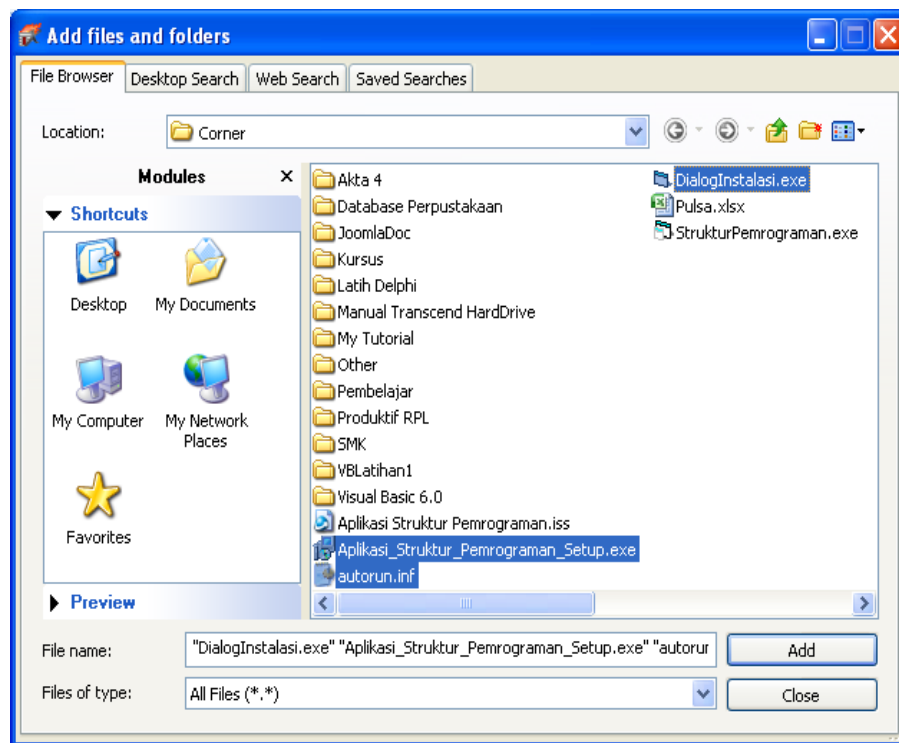 Add files and folders
File Browser
Desktop Search
Web Search
Saved Searches
Location:
Corner
Modules
Shortcuts
Desktop
My Documents
My Computer
My Network
Places
Favorites
Preview
Akta 4
Database Perpustakaan
JoomlaDoc
Kursus
Latih Delphi
Manual Transcend HardDrive
My Tutorial
Other
Pembelajar
Produktif RPL
SMK
VBLatihan1
Visual Basic 6.0
Aplikasi Struktur Pemrograman.iss
Aplikasi_Struktur_Pemrograman_Setup.exe
autorun.inf
DialogInstalasi.exe
Pulsa.xlsx
StrukturPemrograman.exe
File name:
"DialogInstalasi.exe" "Aplikasi_Struktur_Pemrograman_Setup.exe" "autorur
Add
Files of type:
All Files (*.*)
Close